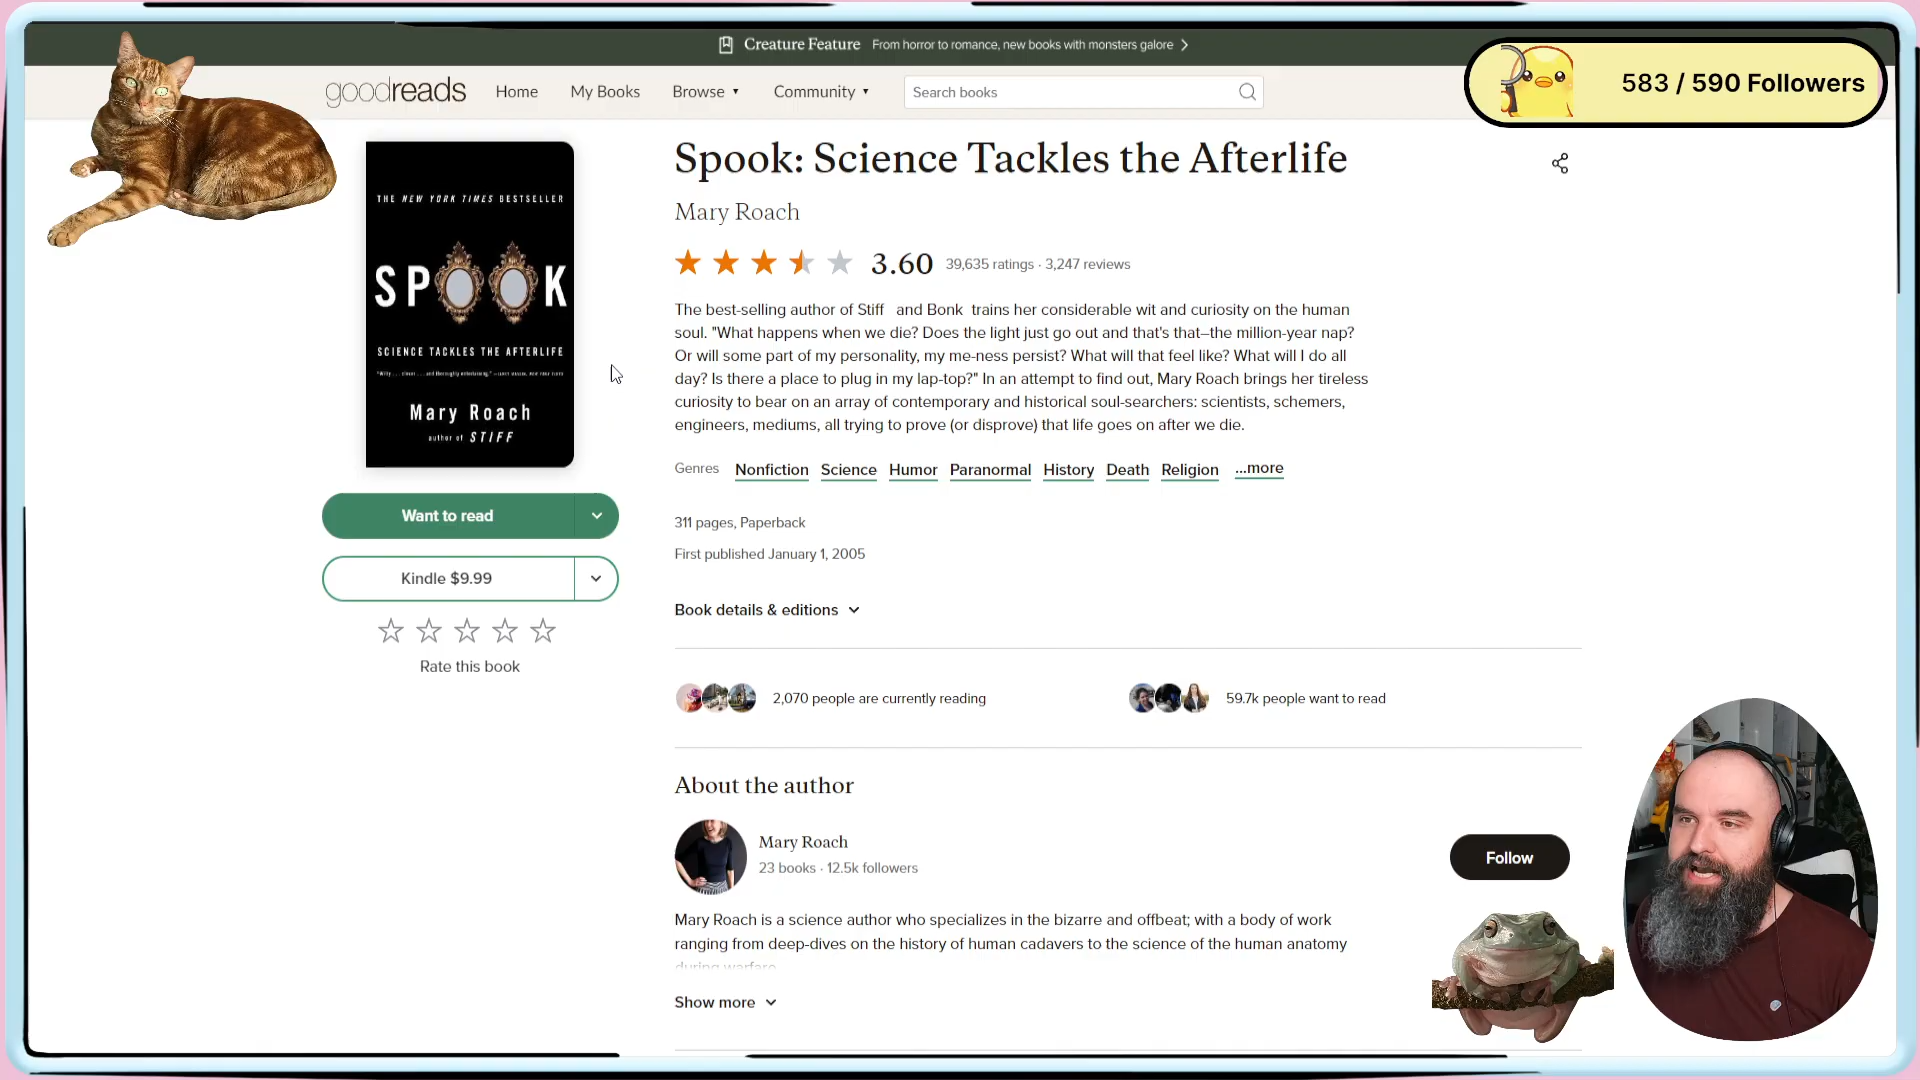 Creature Feature From horror to romance, new books with monsters galore
583 / 590 Followers
goodreads Home My Books Browse Community Search books
Spook: Science Tackles the Afterlife
Mary Roach
3.60 39,635 ratings · 3,247 reviews
The best-selling author of Stiff and Bonk trains her considerable wit and curiosity on the human
soul. "What happens when we die? Does the light just go out and that's that—the million-year nap?
Or will some part of my personality, my me-ness persist? What will that feel like? What will I do all
day? Is there a place to plug in my lap-top?" In an attempt to find out, Mary Roach brings her tireless
curiosity to bear on an array of contemporary and historical soul-searchers: scientists, schemers,
engineers, mediums, all trying to prove (or disprove) that life goes on after we die.
Genres Nonfiction Science Humor Paranormal History Death Religion ...more
311 pages, Paperback
First published January 1, 2005
Book details & editions
2,070 people are currently reading
59.7k people want to read
THE NEW YORK TIMES BESTSELLER
SPOOK
SCIENCE TACKLES THE AFTERLIFE
Mary Roach
author of STIFF
Want to read
Kindle $9.99
Rate this book
About the author
Mary Roach
23 books · 12.5k followers
Follow
Mary Roach is a science author who specializes in the bizarre and offbeat; with a body of work
ranging from deep-dives on the history of human cadavers to the science of the human anatomy
during warfare.
Show more